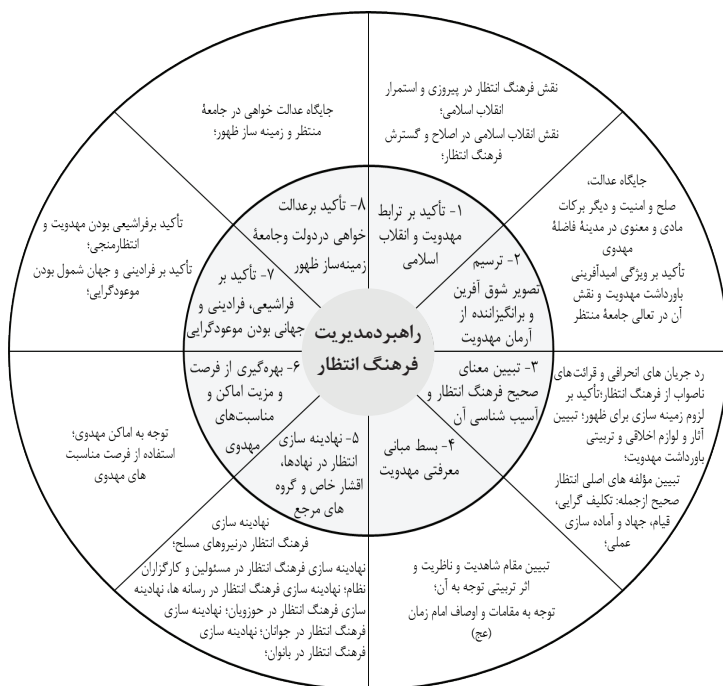 راهبرد مدیریت
فرهنگ انتظار
۱- تأکید بر ترابط
مهدویت و انقلاب
اسلامی
نقش فرهنگ انتظار در پیروزی و استمرار
انقلاب اسلامی؛
نقش انقلاب اسلامی در اصلاح و گسترش
فرهنگ انتظار؛
۲- ترسیم
تصویر شوق آفرین
و برانگیزاننده از
آرمان مهدویت
جایگاه عدالت،
صلح و امنیت و دیگر برکات
مادی و معنوی در مدینۀ فاضلۀ
مهدوی
تأکید بر ویژگی امیدآفرینی
باورداشت مهدویت و نقش
آن در تعالی جامعۀ منتظر
۳- تبیین معنای
صحیح فرهنگ انتظار و
آسیب شناسی آن
رد جریان های انحرافی و قرائت‌های
ناصواب از فرهنگ انتظار؛تأکید بر
لزوم زمینه سازی برای ظهور؛ تبیین
آثار و لوازم اخلاقی و تربیتی
باورداشت مهدویت؛
تبیین مؤلفه های اصلی انتظار
صحیح ازجمله: تکلیف گرایی،
قیام، جهاد و آماده سازی
عملی؛
۴- بسط مبانی
معرفتی مهدویت
تبیین مقام شاهدیت و ناظریت و
اثر تربیتی توجه به آن؛
توجه به مقامات و اوصاف امام زمان
(عج)
۵- نهادینه سازی
انتظار در نهادها،
اقشار خاص و گروه
های مرجع
نهادینه سازی
فرهنگ انتظار درنیروهای مسلح؛
نهادینه سازی فرهنگ انتظار در مسئولین و کارگزاران
نظام؛ نهادینه سازی فرهنگ انتظار در رسانه ها، نهادینه
سازی فرهنگ انتظار در حوزویان؛ نهادینه سازی
فرهنگ انتظار در جوانان؛ نهادینه سازی
فرهنگ انتظار در بانوان؛
۶- بهره‌گیری از فرصت
و مزیت اماکن و
مناسبت‌های
مهدوی
توجه به اماکن مهدوی؛
استفاده از فرصت مناسبت
های مهدوی
۷- تأکید بر
فراشیعی، فرادینی و
جهانی بودن موعودگرایی
تأکید برفراشیعی بودن مهدویت و
انتظارمنجی؛
تأکید بر فرادینی و جهان شمول بودن
موعودگرایی؛
۸- تأکید برعدالت
خواهی دردولت وجامعۀ
زمینه‌ساز ظهور
جایگاه عدالت خواهی در جامعۀ
منتظر و زمینه ساز ظهور؛